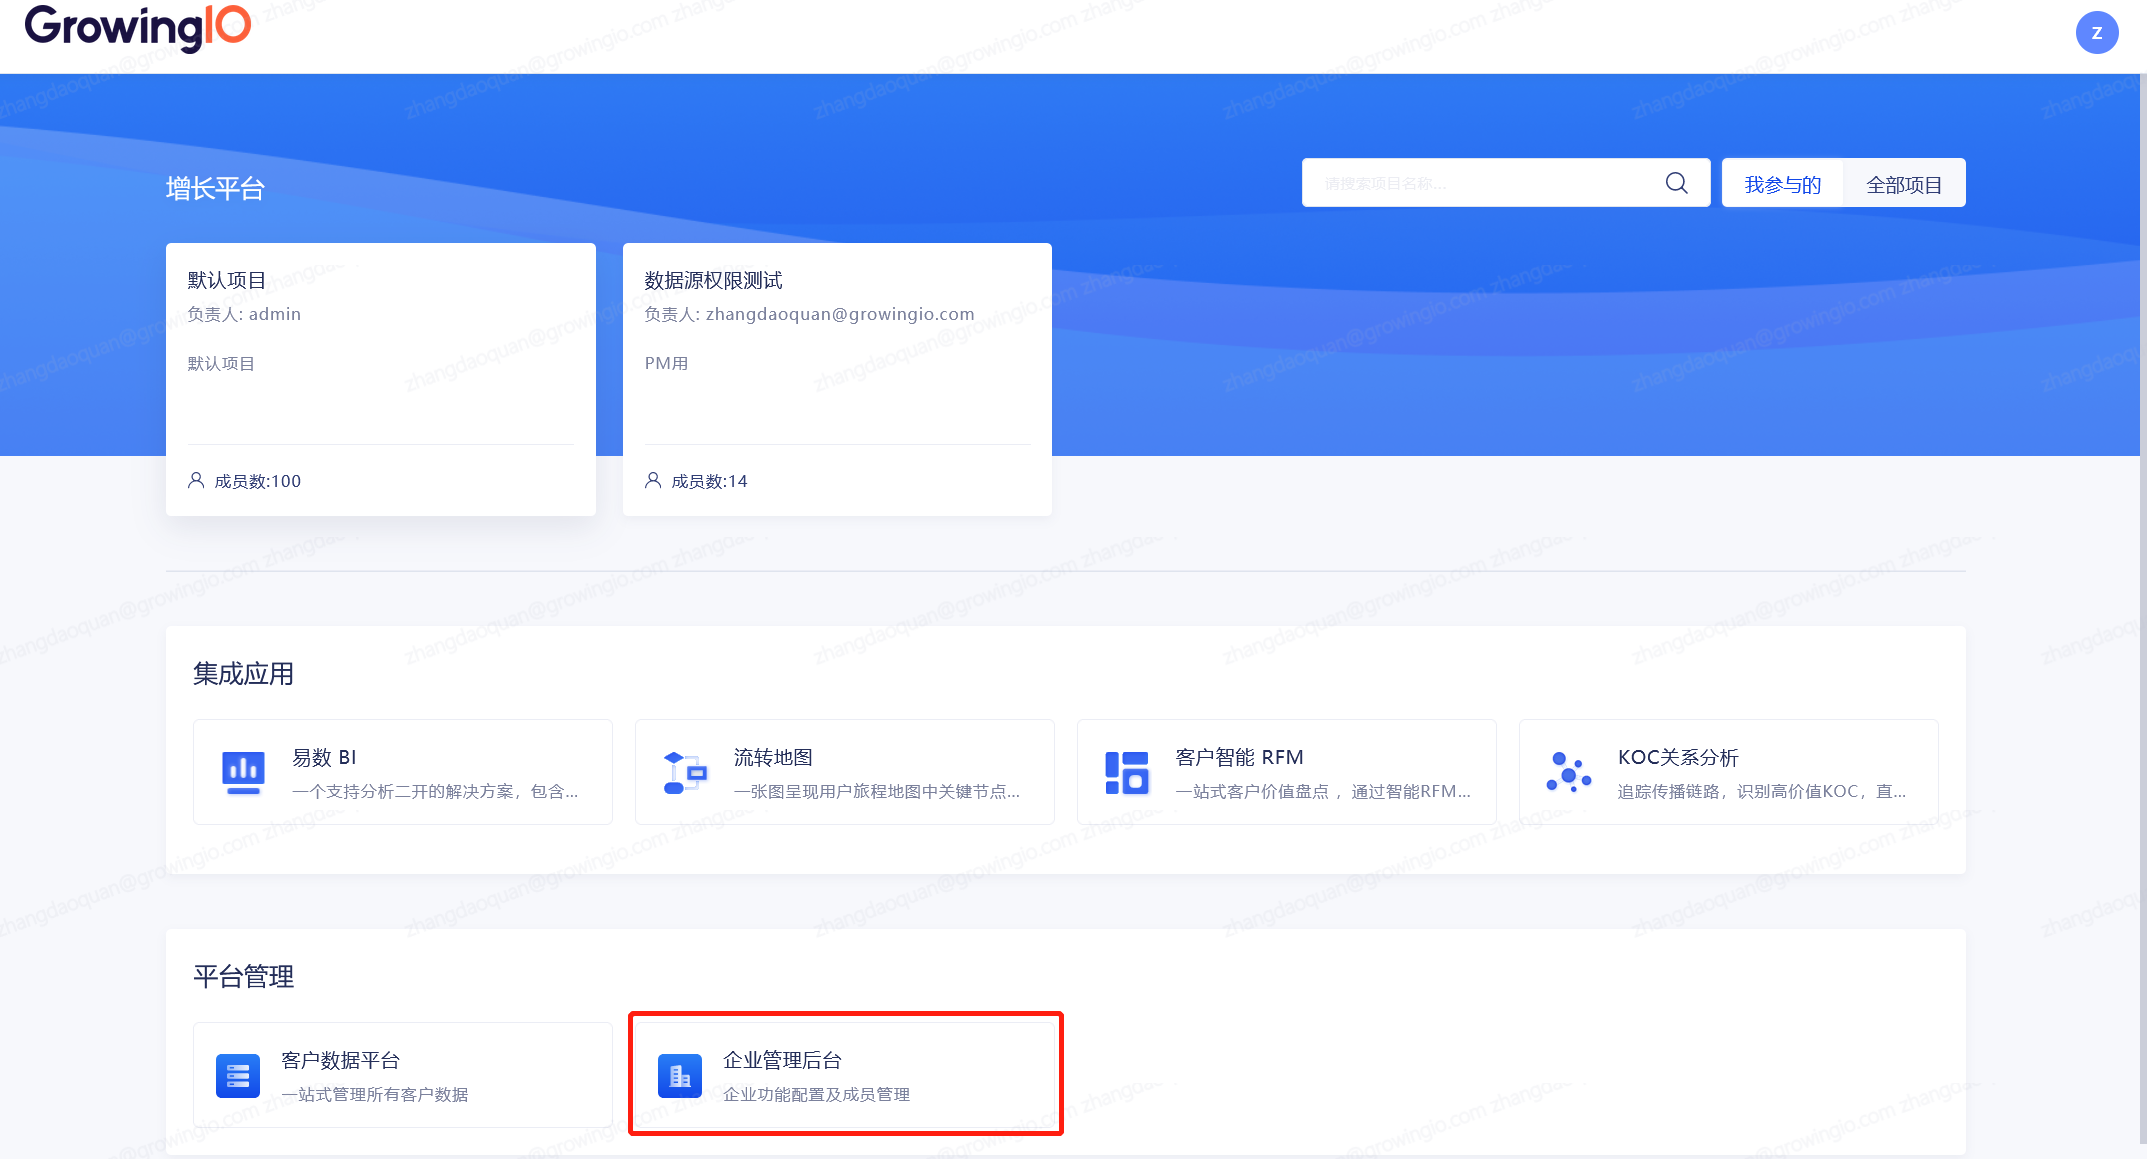 GrowingIO
Z
增长平台
请搜索项目名称...
我参与的
全部项目
默认项目
负责人: admin
默认项目
成员数:100
数据源权限测试
负责人: zhangdaoquan@growingio.com
PM用
成员数:14
集成应用
易数 BI
一个支持分析二开的解决方案，包含...
流转地图
一张图呈现用户旅程地图中关键节点...
客户智能 RFM
一站式客户价值盘点 ，通过智能RFM...
KOC关系分析
追踪传播链路，识别高价值KOC，直...
平台管理
客户数据平台
一站式管理所有客户数据
企业管理后台
企业功能配置及成员管理
zhangdaoquan@growingio.com